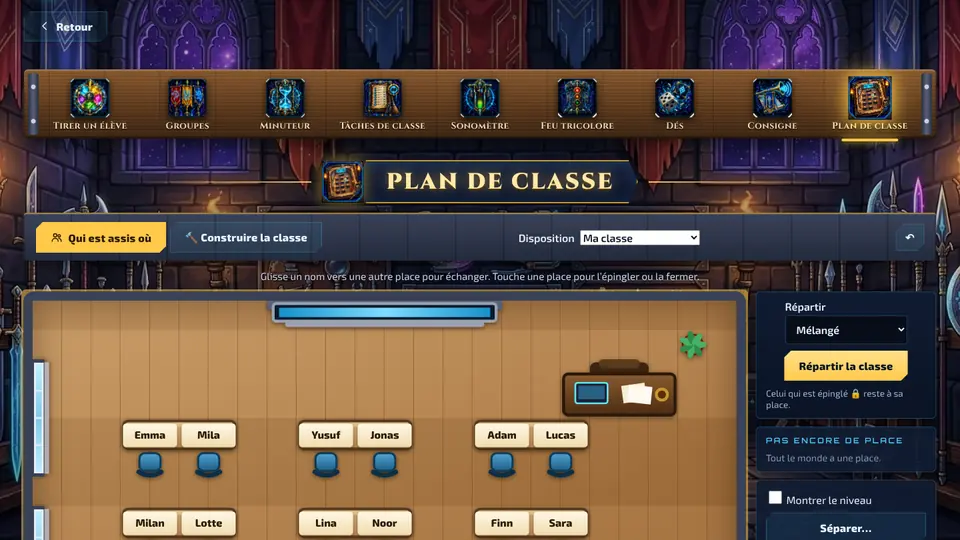 Retour
TIRER UN ÉLÈVE
GROUPES
MINUTEUR
TÂCHES DE CLASSE
SONOMÈTRE
FEU TRICOLORE
DÉS
CONSIGNE
PLAN DE CLASSE
PLAN DE CLASSE
Qui est assis où
Construire la classe
Disposition
Ma classe
Glisse un nom vers une autre place pour échanger. Touche une place pour l'épingler ou la fermer.
Répartir
Mélangé
Répartir la classe
Celui qui est épinglé 🔒 reste à sa
place.
PAS ENCORE DE PLACE
Tout le monde a une place.
Montrer le niveau
Séparer...
Emma Mila Yusuf Jonas Adam Lucas
Milan Lotte Lina Noor Finn Sara